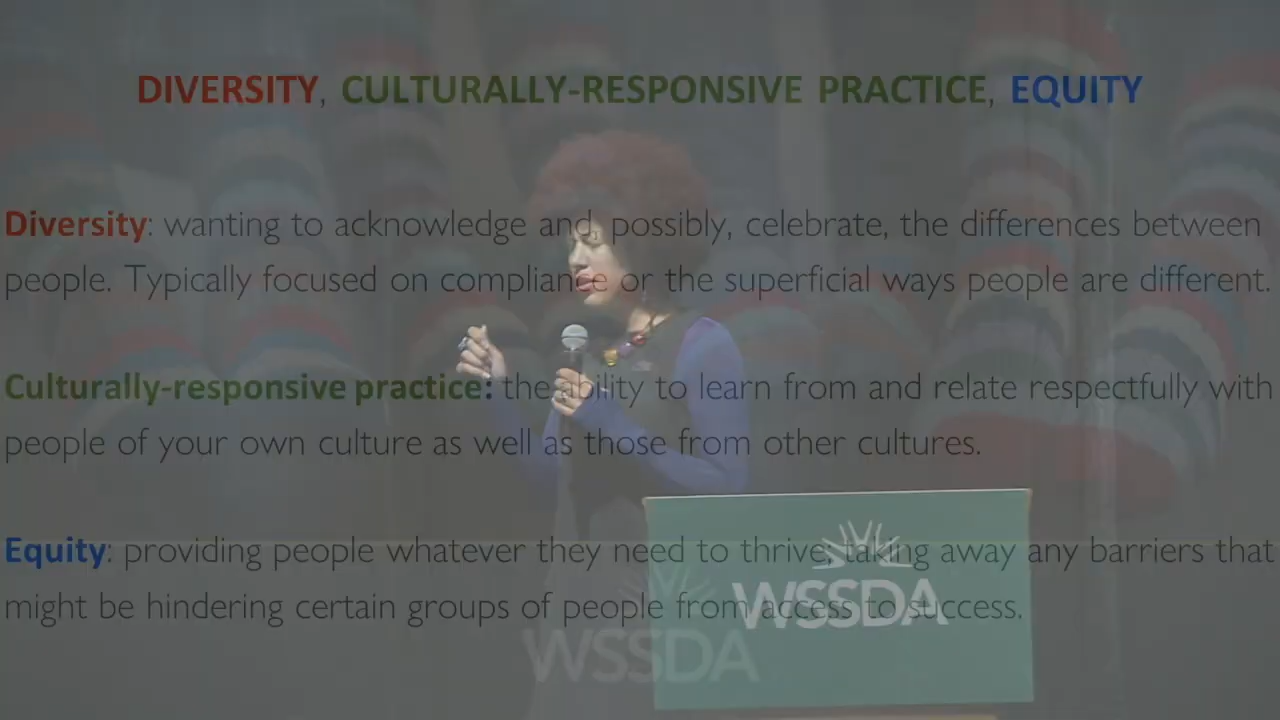 DIVERSITY, CULTURALLY-RESPONSIVE PRACTICE, EQUITY
Diversity: wanting to acknowledge and, possibly, celebrate, the differences between
people. Typically focused on compliance or the superficial ways people are different.
Culturally-responsive practice: the ability to learn from and relate respectfully with
people of your own culture as well as those from other cultures.
Equity: providing people whatever they need to thrive; taking away any barriers that
might be hindering certain groups of people from access to success.
WSSDA
WSSDA